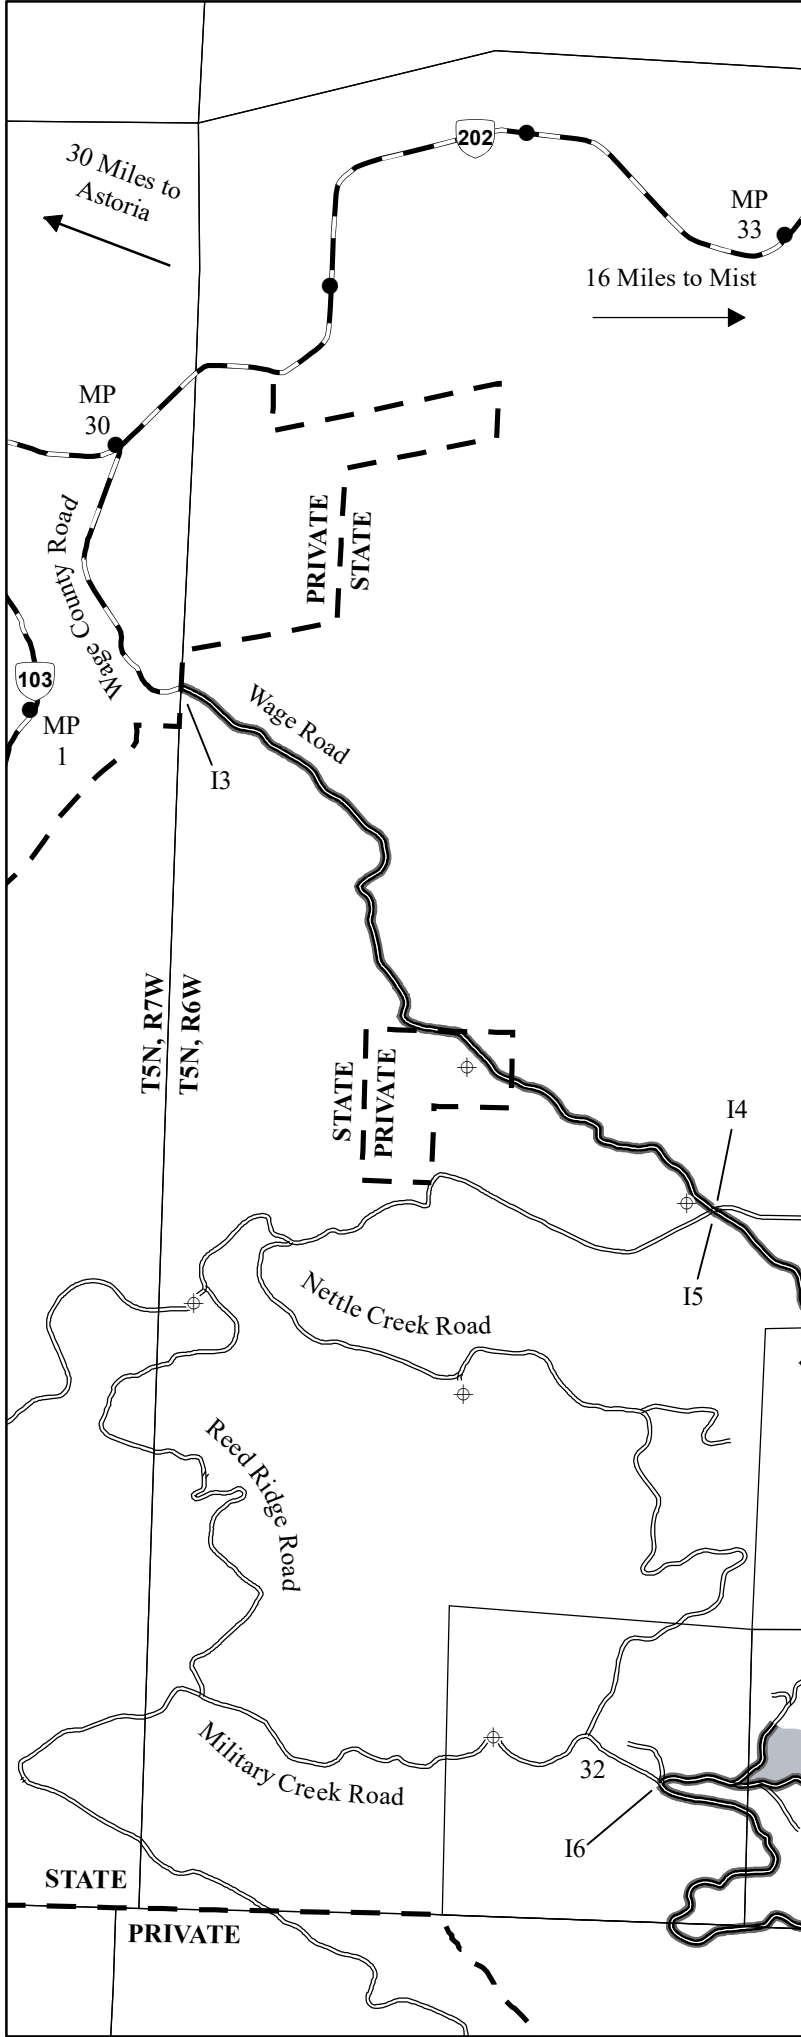 202
30 Miles to
Astoria
MP
33
16 Miles to Mist
MP
30
PRIVATE
STATE
Wage County Road
103
MP
1
Wage Road
I3
T5N, R7W
T5N, R6W
STATE
PRIVATE
I4
I5
Nettle Creek Road
Reed Ridge Road
Military Creek Road
32
I6
STATE
PRIVATE